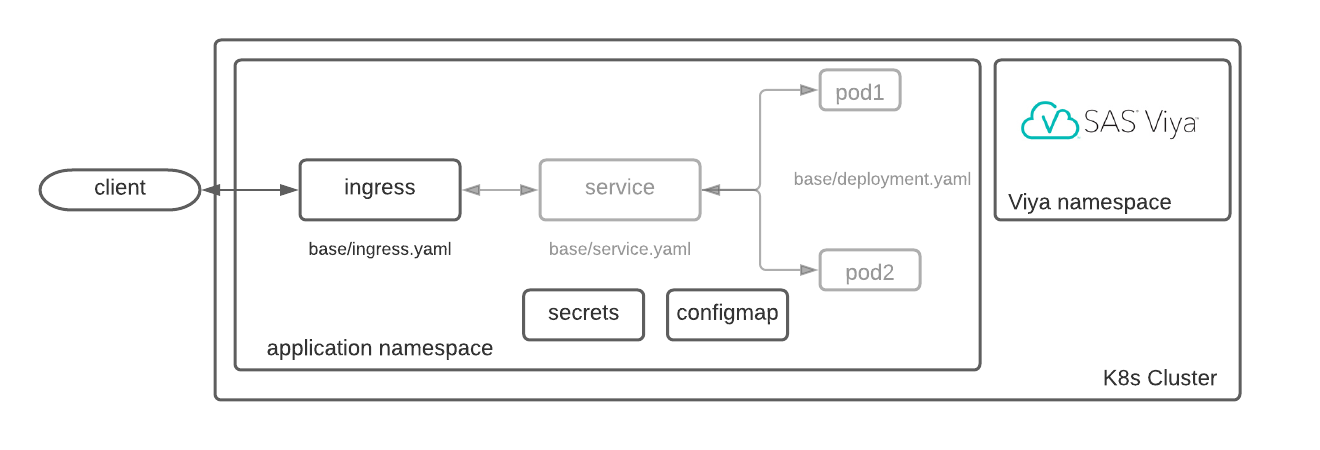 pod1
SAS Viya
client
ingress
service
base/deployment.yaml
Viya namespace
base/ingress.yaml
base/service.yaml
pod2
secrets
configmap
application namespace
K8s Cluster